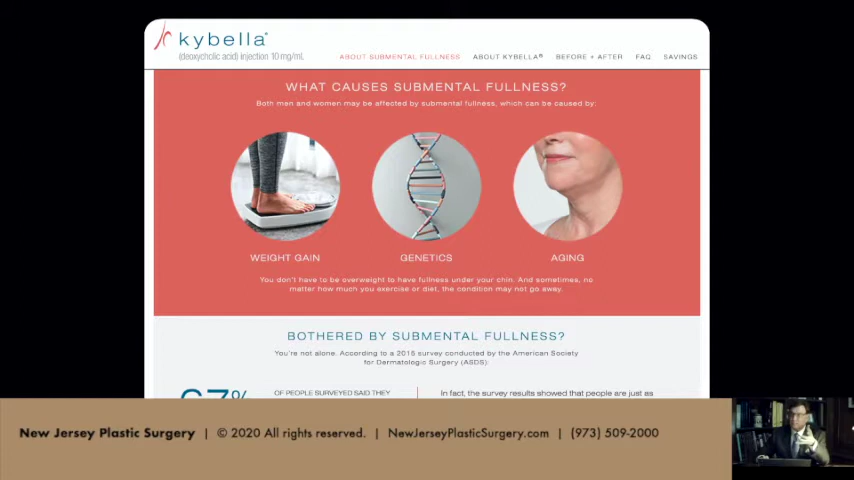 kybella®
(deoxycholic acid) injection 10 mg/mL
ABOUT SUBMENTAL FULLNESS ABOUT KYBELLA® BEFORE + AFTER FAQ SAVINGS
WHAT CAUSES SUBMENTAL FULLNESS?
Both men and women may be affected by submental fullness, which can be caused by:
WEIGHT GAIN GENETICS AGING
You don't have to be overweight to have fullness under your chin. And sometimes, no
matter how much you exercise or diet, the condition may not go away.
BOTHERED BY SUBMENTAL FULLNESS?
You're not alone. According to a 2015 survey conducted by the American Society
for Dermatologic Surgery (ASDS):
OF PEOPLE SURVEYED SAID THEY In fact, the survey results showed that people are just as
New Jersey Plastic Surgery | © 2020 All rights reserved. | NewJerseyPlasticSurgery.com | (973) 509-2000